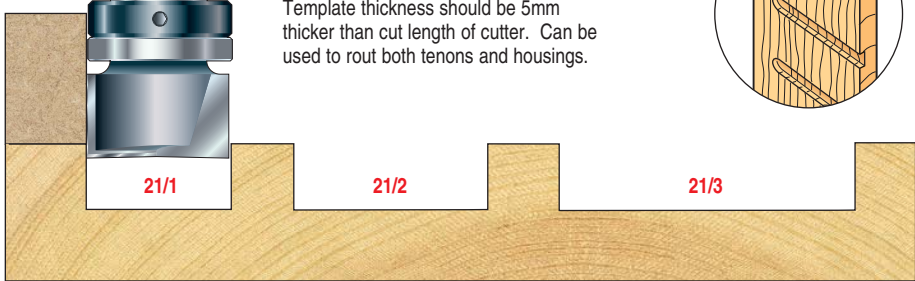 Template thickness should be 5mm
thicker than cut length of cutter. Can be
used to rout both tenons and housings.
21/1
21/2
21/3